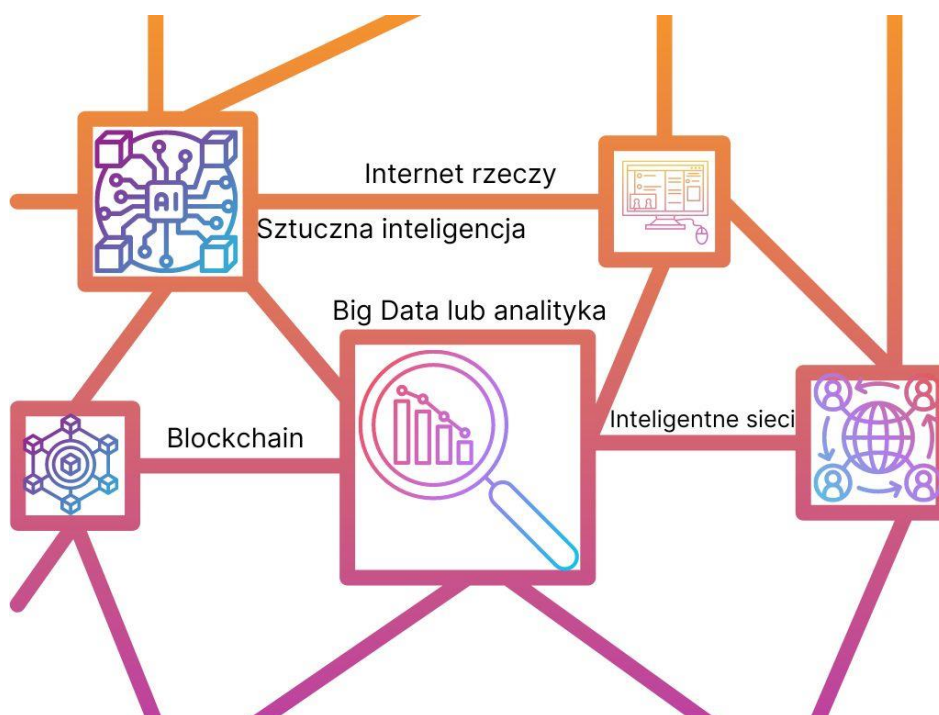 Internet rzeczy
AI
Sztuczna inteligencja
Big Data lub analityka
Inteligentne sieci
Blockchain